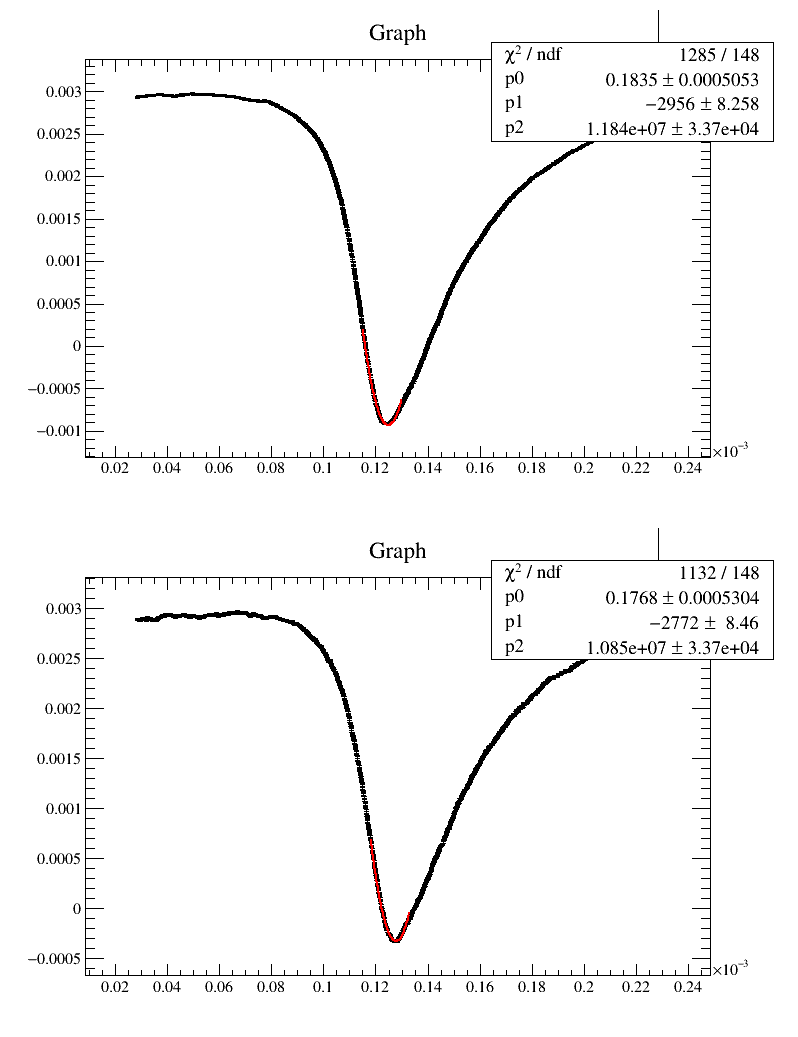 Graph
χ² / ndf 1285 / 148
p0 0.1835 ± 0.0005053
p1 −2956 ± 8.258
p2 1.184e+07 ± 3.37e+04
0.003
0.0025
0.002
0.0015
0.001
0.0005
0
−0.0005
−0.001
×10⁻³
0.02 0.04 0.06 0.08 0.1 0.12 0.14 0.16 0.18 0.2 0.22 0.24
Graph
χ² / ndf 1132 / 148
p0 0.1768 ± 0.0005304
p1 −2772 ± 8.46
p2 1.085e+07 ± 3.37e+04
0.003
0.0025
0.002
0.0015
0.001
0.0005
0
−0.0005
×10⁻³
0.02 0.04 0.06 0.08 0.1 0.12 0.14 0.16 0.18 0.2 0.22 0.24